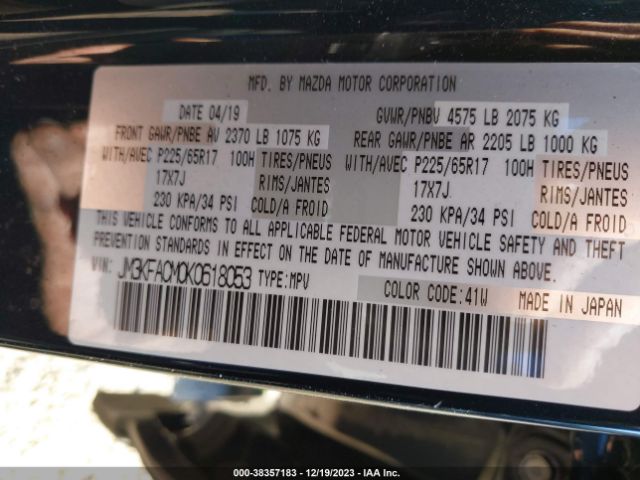 MFD. BY MAZDA MOTOR CORPORATION
DATE 04/19 GVWR/PNBV 4575 LB 2075 KG
FRONT GAWR/PNBE AV 2370 LB 1075 KG REAR GAWR/PNBE AR 2205 LB 1000 KG
WITH/AVEC P225/65R17 100H TIRES/PNEUS WITH/AVEC P225/65R17 100H TIRES/PNEUS
17X7J RIMS/JANTES 17X7J RIMS/JANTES
230 KPA/34 PSI COLD/A FROID 230 KPA/34 PSI COLD/A FROID
THIS VEHICLE CONFORMS TO ALL APPLICABLE FEDERAL MOTOR VEHICLE SAFETY AND THEFT
PREVENTION STANDARDS IN EFFECT ON THE DATE OF MANUFACTURE SHOWN ABOVE.
VIN: JM3KFACM0K0618053 TYPE:MPV
COLOR CODE:41W MADE IN JAPAN
000-38357183 - 12/19/2023 - IAA Inc.